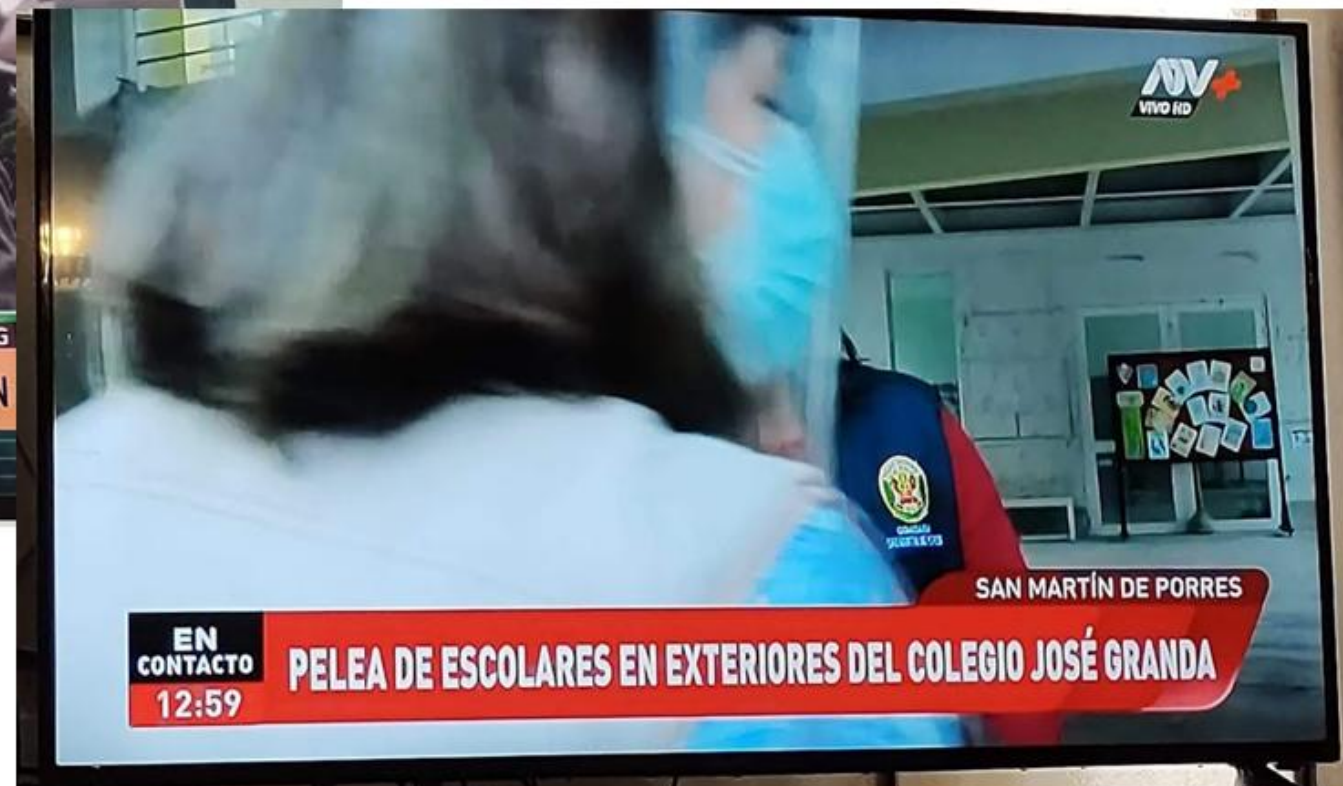 ATV+
VIVO HD
SAN MARTÍN DE PORRES
EN
CONTACTO
12:59
PELEA DE ESCOLARES EN EXTERIORES DEL COLEGIO JOSÉ GRANDA
G
N